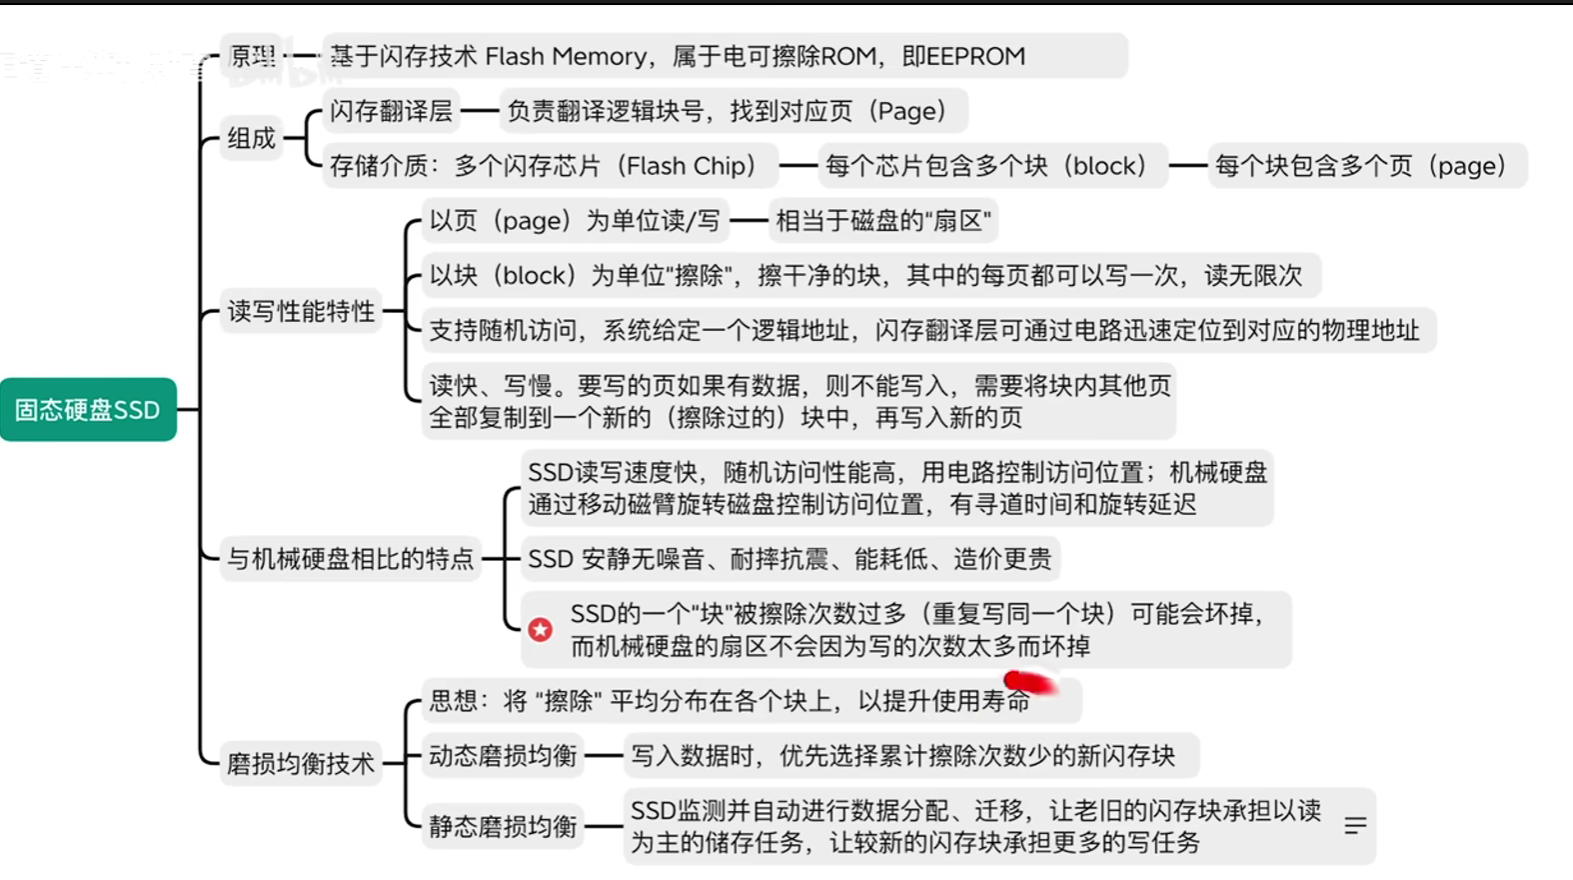 原理
基于闪存技术 Flash Memory，属于电可擦除ROM，即EEPROM
组成
闪存翻译层
负责翻译逻辑块号，找到对应页（Page）
存储介质：多个闪存芯片（Flash Chip）
每个芯片包含多个块（block）
每个块包含多个页（page）
固态硬盘SSD
读写性能特性
以页（page）为单位读/写
相当于磁盘的“扇区”
以块（block）为单位“擦除”，擦干净的块，其中的每页都可以写一次，读无限次
支持随机访问，系统给定一个逻辑地址，闪存翻译层可通过电路迅速定位到对应的物理地址
读快、写慢。要写的页如果有数据，则不能写入，需要将块内其他页
全部复制到一个新的（擦除过的）块中，再写入新的页
与机械硬盘相比的特点
SSD读写速度快，随机访问性能高，用电路控制访问位置；机械硬盘
通过移动磁臂旋转磁盘控制访问位置，有寻道时间和旋转延迟
SSD 安静无噪音、耐摔抗震、能耗低、造价更贵
SSD的一个“块”被擦除次数过多（重复写同一个块）可能会坏掉，
而机械硬盘的扇区不会因为写的次数太多而坏掉
磨损均衡技术
思想：将 “擦除” 平均分布在各个块上，以提升使用寿命
动态磨损均衡
写入数据时，优先选择累计擦除次数少的新闪存块
静态磨损均衡
SSD监测并自动进行数据分配、迁移，让老旧的闪存块承担以读
为主的储存任务，让较新的闪存块承担更多的写任务